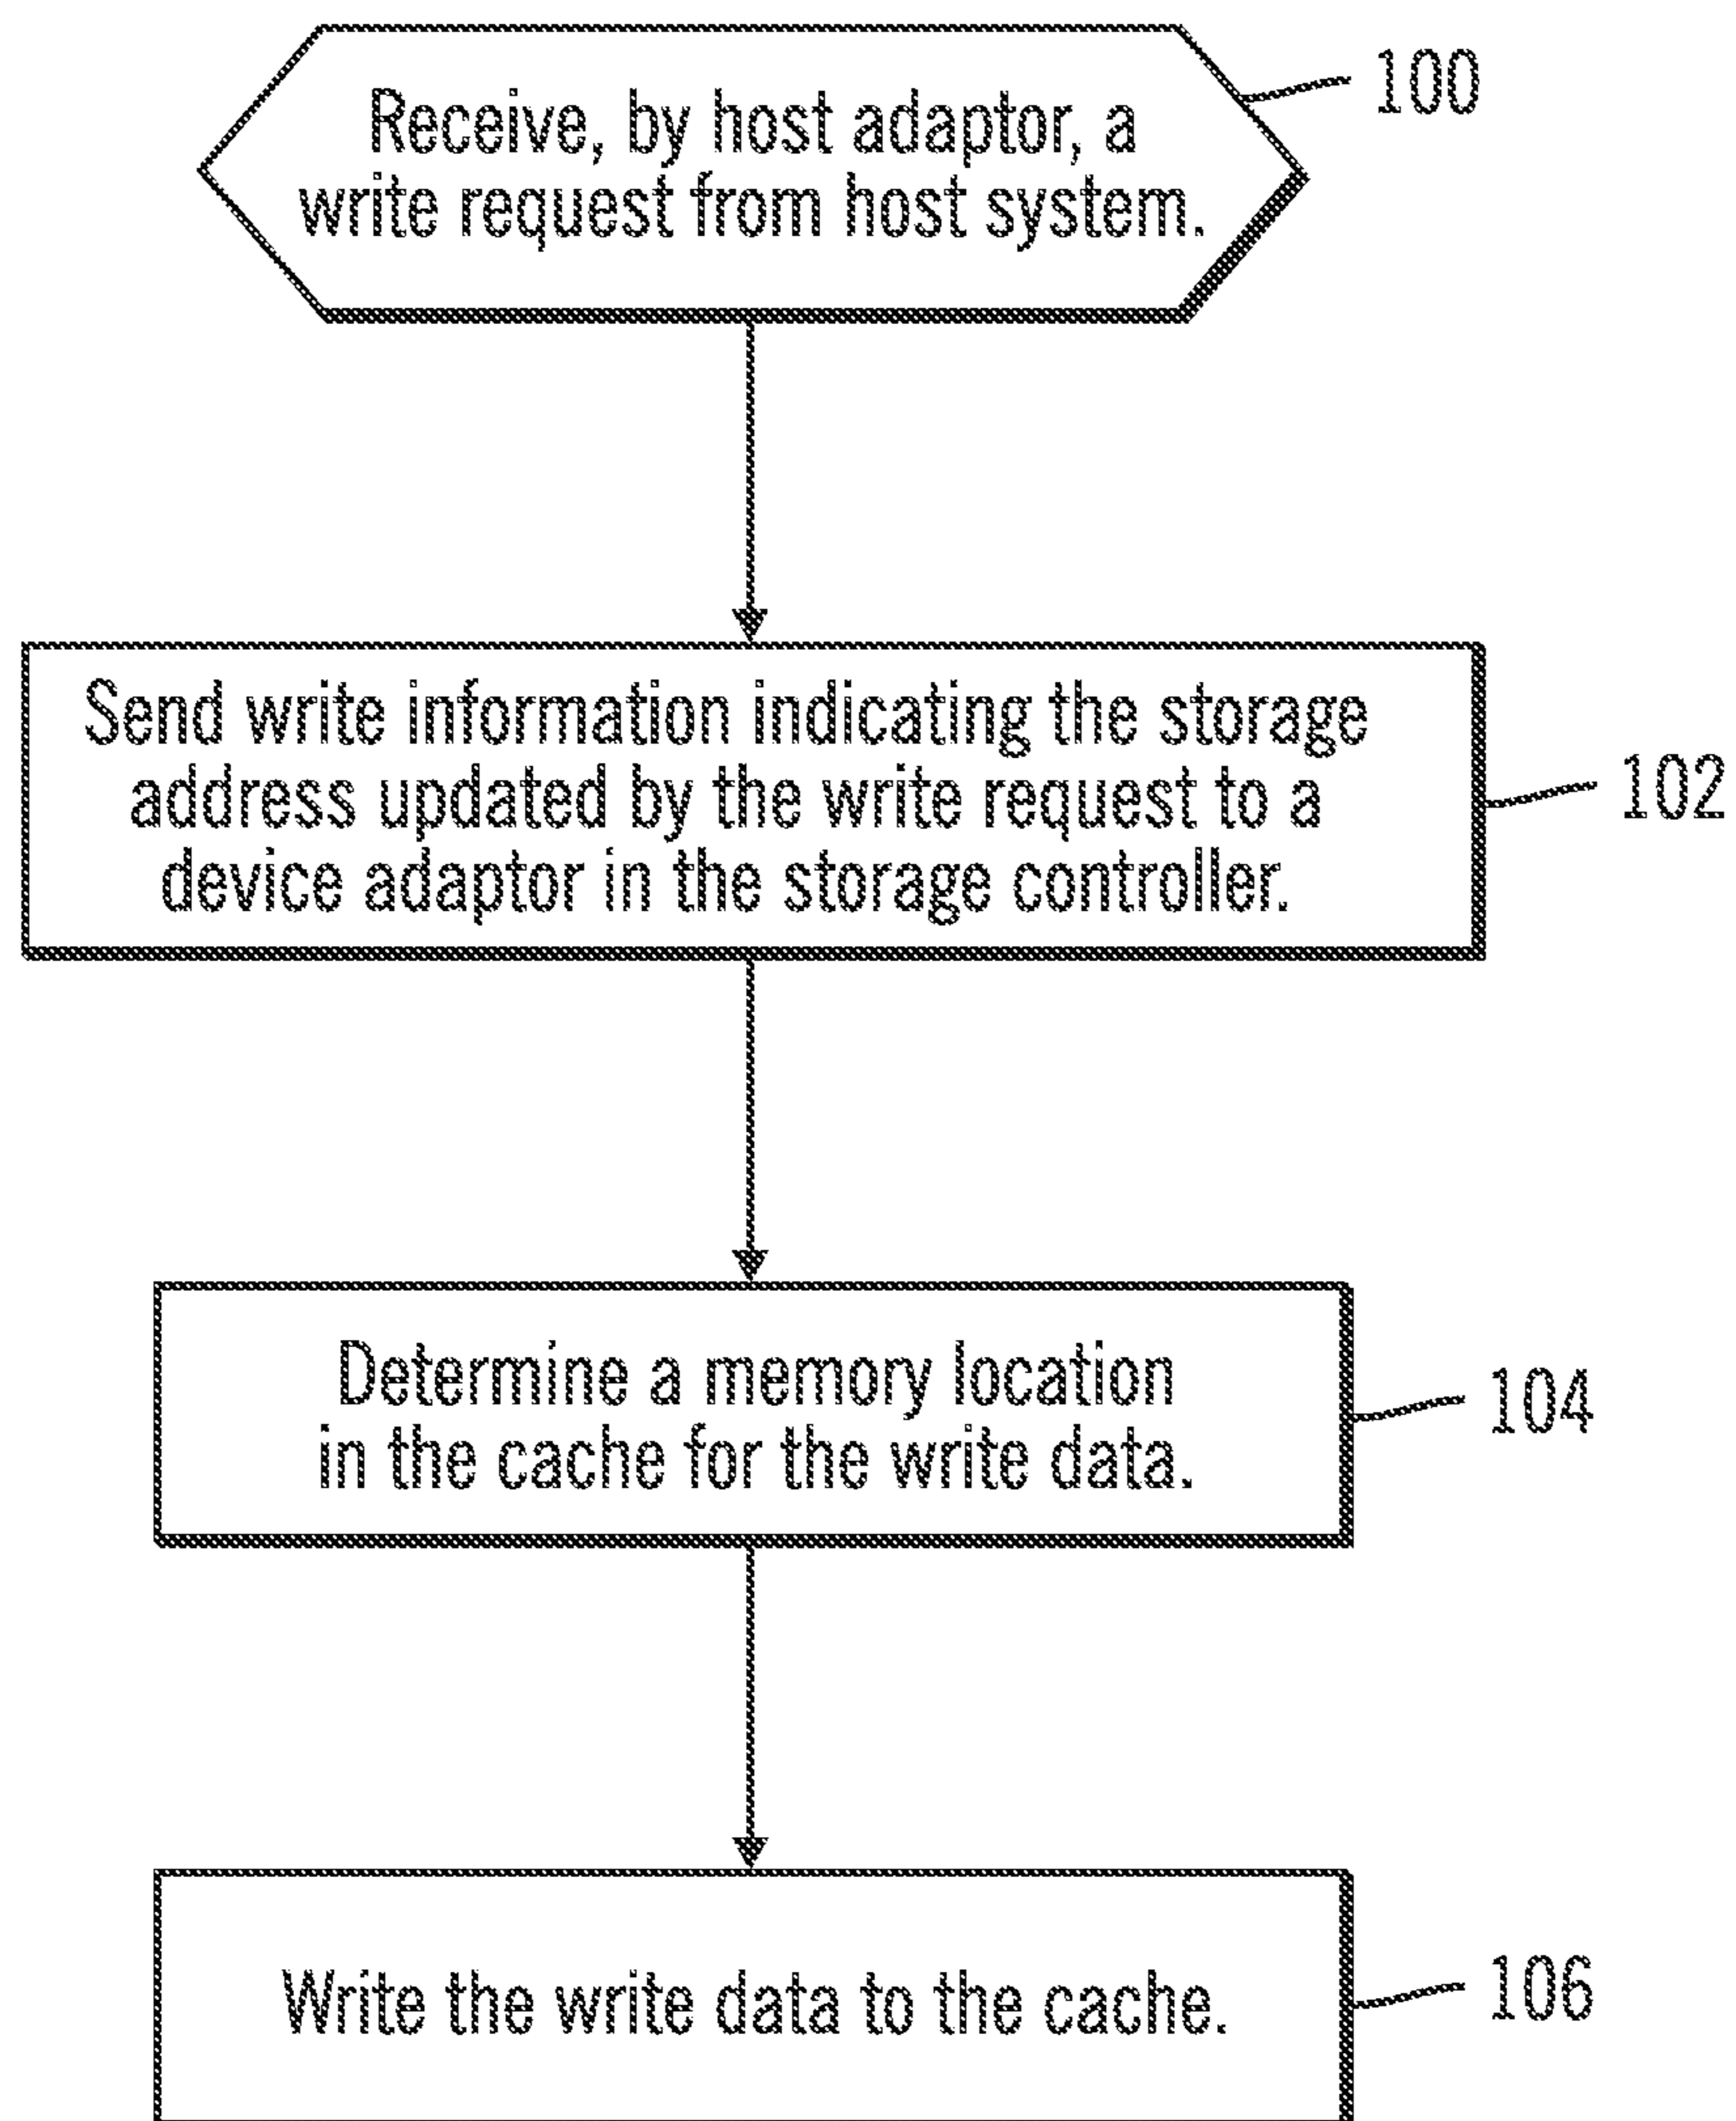 Receive, by host adaptor, a
write request from host system.
100
Send write information indicating the storage
address updated by the write request to a
device adaptor in the storage controller.
102
Determine a memory location
in the cache for the write data.
104
Write the write data to the cache.
106